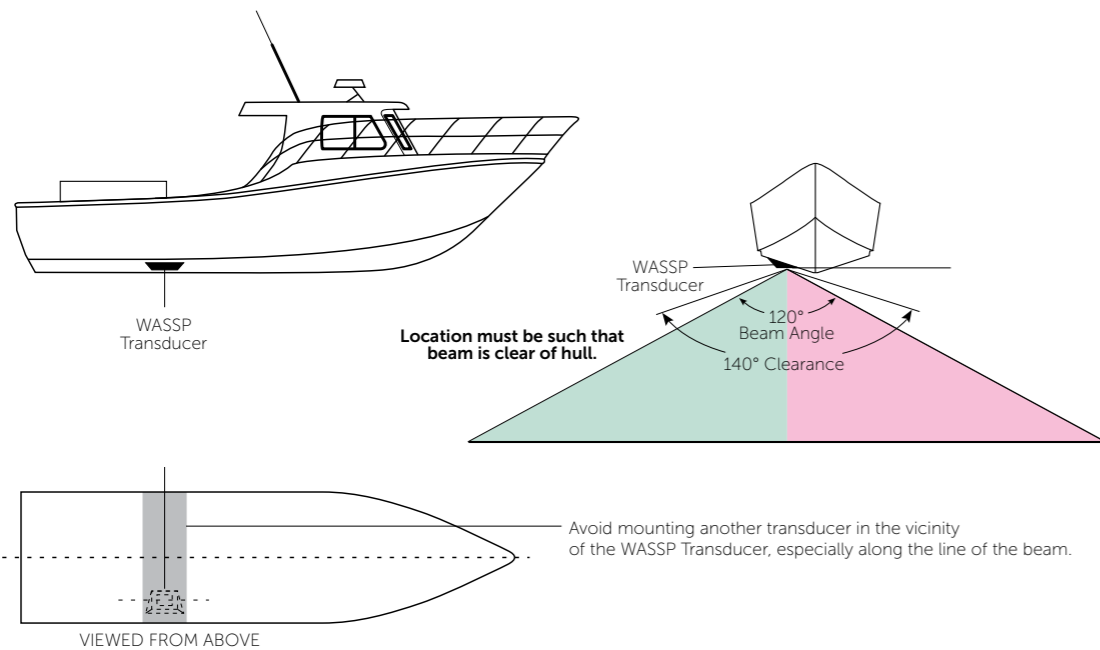 WASSP
Transducer
Location must be such that
beam is clear of hull.
WASSP
Transducer
120°
Beam Angle
140° Clearance
Avoid mounting another transducer in the vicinity
of the WASSP Transducer, especially along the line of the beam.
VIEWED FROM ABOVE